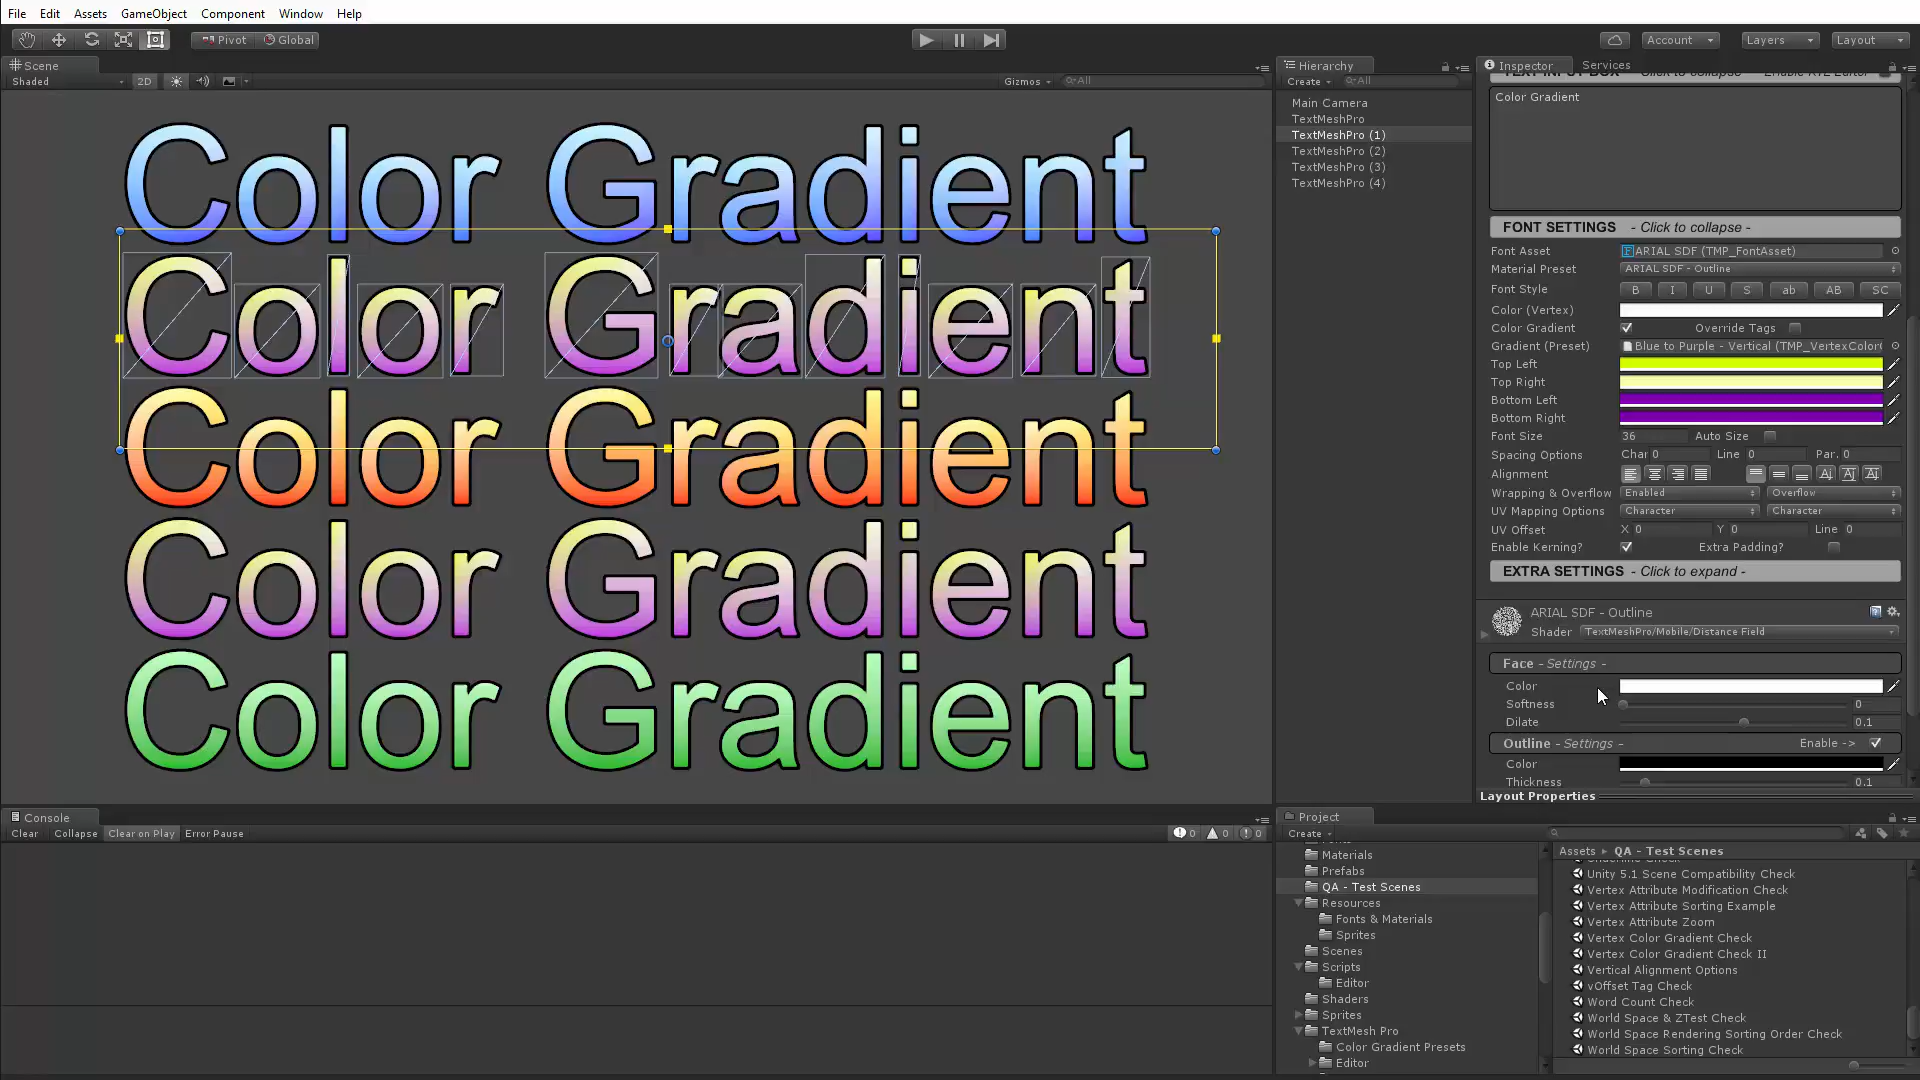 File Edit Assets GameObject Component Window Help
Pivot Global Account Layers Layout
Scene
Shaded 2D Gizmos All
Color Gradient
Color Gradient
Color Gradient
Color Gradient
Color Gradient
Hierarchy
Create All
Main Camera
TextMeshPro
TextMeshPro (1)
TextMeshPro (2)
TextMeshPro (3)
TextMeshPro (4)
Inspector Services
TEXT INPUT BOX Click to collapse
Color Gradient
FONT SETTINGS - Click to collapse -
Font Asset ARIAL SDF (TMP_FontAsset)
Material Preset ARIAL SDF - Outline
Font Style B I U S ab AB SC
Color (Vertex)
Color Gradient Override Tags
Gradient (Preset) Blue to Purple - Vertical (TMP_VertexColor
Top Left
Top Right
Bottom Left
Bottom Right
Font Size 36 Auto Size
Spacing Options Char 0 Line 0 Par. 0
Alignment
Wrapping & Overflow Enabled Overflow
UV Mapping Options Character Character
UV Offset X 0 Y 0 Line 0
Enable Kerning? Extra Padding?
EXTRA SETTINGS - Click to expand -
ARIAL SDF - Outline
Shader TextMeshPro/Mobile/Distance Field
Face - Settings -
Color
Softness 0
Dilate 0.1
Outline - Settings - Enable ->
Color
Thickness 0.1
Layout Properties
Console
Clear Collapse Clear on Play Error Pause 0 0 0
Project
Create
Materials
Prefabs
QA - Test Scenes
Resources
Fonts & Materials
Sprites
Scenes
Scripts
Editor
Shaders
Sprites
TextMesh Pro
Color Gradient Presets
Editor
Assets QA - Test Scenes
Unity 5.1 Scene Compatibility Check
Vertex Attribute Modification Check
Vertex Attribute Sorting Example
Vertex Attribute Zoom
Vertex Color Gradient Check
Vertex Color Gradient Check II
Vertical Alignment Options
vOffset Tag Check
Word Count Check
World Space & ZTest Check
World Space Rendering Sorting Order Check
World Space Sorting Check